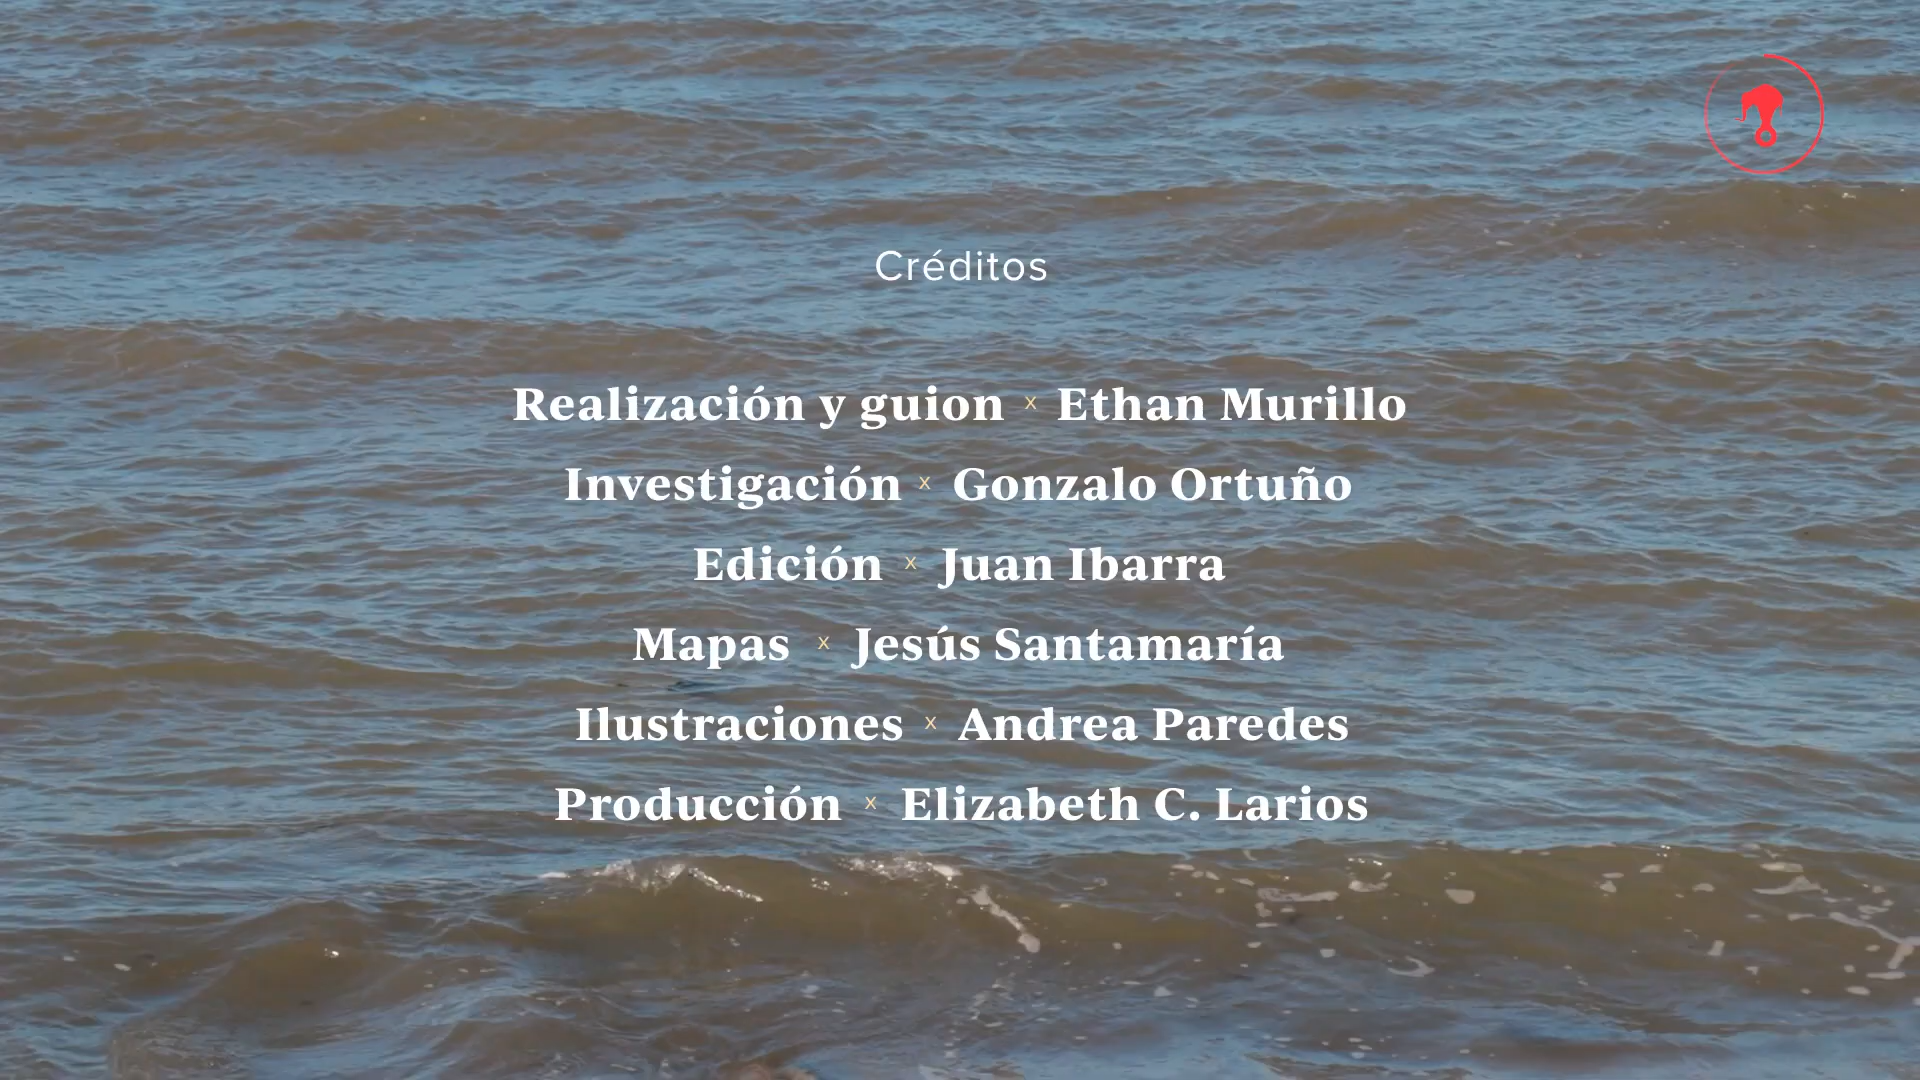 Créditos
Realización y guion x Ethan Murillo
Investigación x Gonzalo Ortuño
Edición x Juan Ibarra
Mapas x Jesús Santamaría
Ilustraciones x Andrea Paredes
Producción x Elizabeth C. Larios